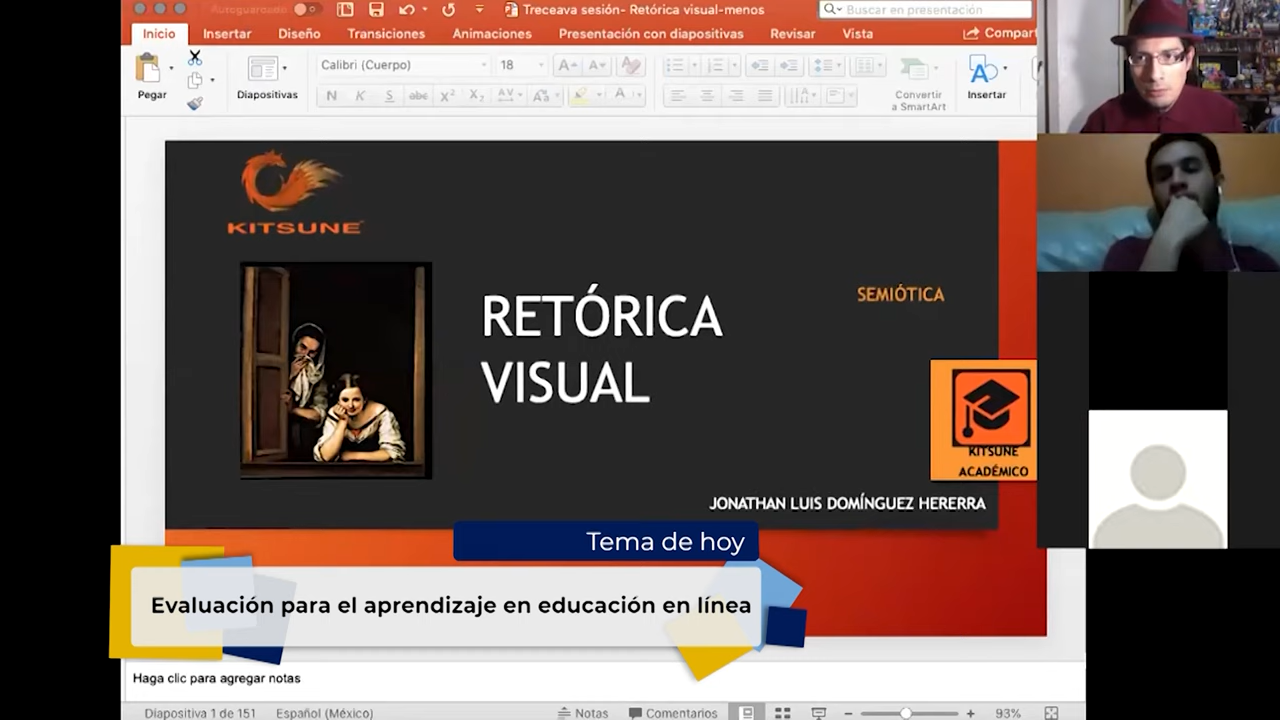 Autoguardado
Treceava sesión- Retórica visual-menos
Buscar en presentación
Inicio
Insertar
Diseño
Transiciones
Animaciones
Presentación con diapositivas
Revisar
Vista
Compart
Pegar
Diapositivas
Calibri (Cuerpo)
18
Convertir
a SmartArt
Insertar
KITSUNE
RETÓRICA
VISUAL
SEMIÓTICA
KITSUNE
ACADÉMICO
JONATHAN LUIS DOMÍNGUEZ HERERRA
Tema de hoy
Evaluación para el aprendizaje en educación en línea
Haga clic para agregar notas
Diapositiva 1 de 151
Español (México)
Notas
Comentarios
93%